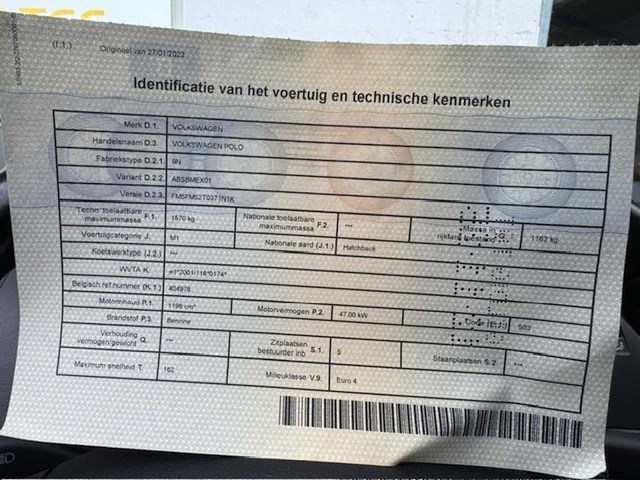 (I.1.) Origineel van 27/01/2023
Identificatie van het voertuig en technische kenmerken
Merk D.1. VOLKSWAGEN
Handelsnaam D.3. VOLKSWAGEN POLO
Fabriekstype D.2.1. 9N
Variant D.2.2. ABSBMEX01
Versie D.2.3. FM5FM52T0371N1K
Techn. toelaatbare maximummassa F.1. 1570 kg Nationale toelaatbare maximummassa F.2. *** Massa in rijklare toestand G. 1162 kg
Voertuigcategorie J. M1 Nationale aard (J.1.) Hatchback
Koetswerktype (J.2.) ***
WVTA K. e1*2001/116*0174*
Belgisch ref.nummer (K.1.) 404976
Motorinhoud P.1. 1198 cm³ Motorvermogen P.2. 47.00 kW
Brandstof P.3. Benzine Code 503
Verhouding vermogen/gewicht Q. *** Zitplaatsen bestuurder inb. S.1. 5 Staanplaatsen S.2. ***
Maximum snelheid T. 162 Milieuklasse V.9. Euro 4